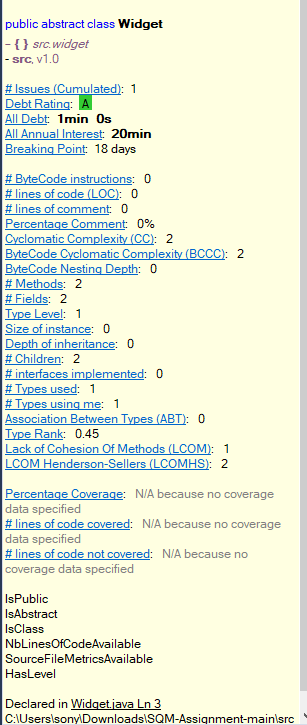 public abstract class Widget
– { } src.widget
- src, v1.0
# Issues (Cumulated): 1
Debt Rating: A
All Debt: 1min 0s
All Annual Interest: 20min
Breaking Point: 18 days
# ByteCode instructions: 0
# lines of code (LOC): 0
# lines of comment: 0
Percentage Comment: 0%
Cyclomatic Complexity (CC): 2
ByteCode Cyclomatic Complexity (BCCC): 2
ByteCode Nesting Depth: 0
# Methods: 2
# Fields: 2
Type Level: 1
Size of instance: 0
Depth of inheritance: 0
# Children: 2
# interfaces implemented: 0
# Types used: 1
# Types using me: 1
Association Between Types (ABT): 0
Type Rank: 0.45
Lack of Cohesion Of Methods (LCOM): 1
LCOM Henderson-Sellers (LCOMHS): 2
Percentage Coverage: N/A because no coverage
data specified
# lines of code covered: N/A because no coverage
data specified
# lines of code not covered: N/A because no
coverage data specified
IsPublic
IsAbstract
IsClass
NbLinesOfCodeAvailable
SourceFileMetricsAvailable
HasLevel
Declared in Widget.java Ln 3
C:\Users\sony\Downloads\SQM-Assignment-main\src